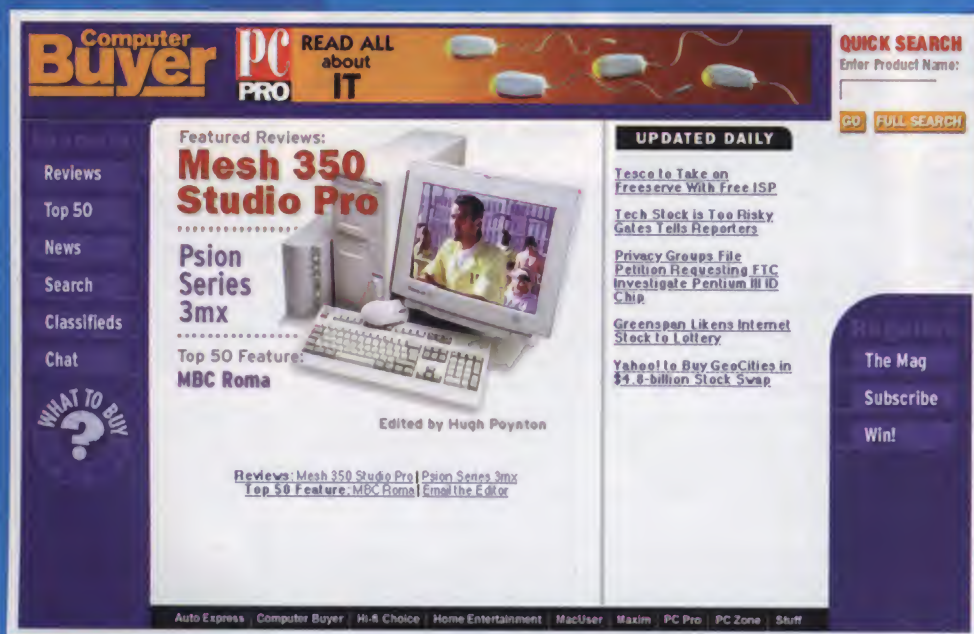 Computer
Buyer
PC
PRO
READ ALL
about
IT
QUICK SEARCH
Enter Product Name:
GO FULL SEARCH
Reviews
Top 50
News
Search
Classifieds
Chat
WHAT TO BUY
?
Featured Reviews:
Mesh 350
Studio Pro
Psion
Series
3mx
Top 50 Feature:
MBC Roma
Edited by Hugh Poynton
Reviews: Mesh 350 Studio Pro | Psion Series 3mx
Top 50 Feature: MBC Roma | Email the Editor
UPDATED DAILY
Tesco to Take on
Freeserve With Free ISP
Tech Stock is Too Risky
Gates Tells Reporters
Privacy Groups File
Petition Requesting FTC
Investigate Pentium III ID
Chip
Greenspan Likens Internet
Stock to Lottery
Yahoo! to Buy GeoCities in
$4.8-billion Stock Swap
The Mag
Subscribe
Win!
Auto Express Computer Buyer Hi-fi Choice Home Entertainment MacUser Maxim PC Pro PC Zone Stuff